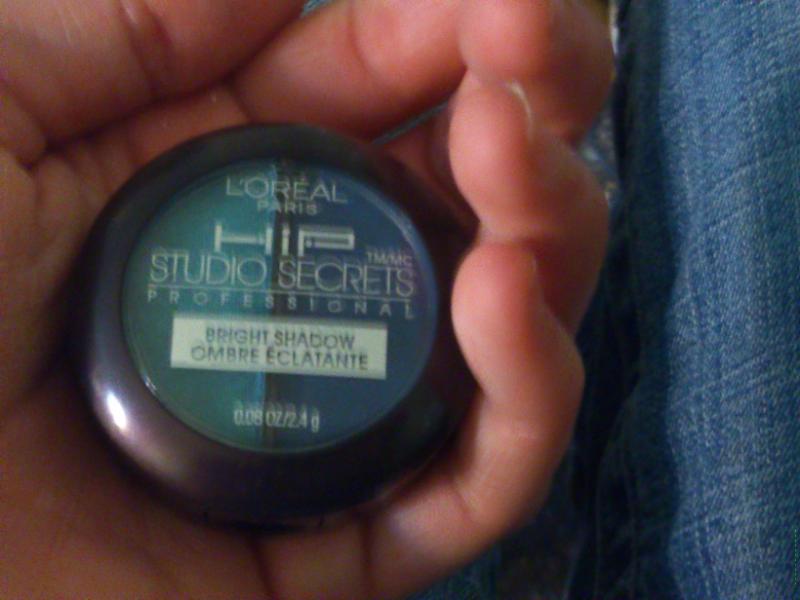 L'ORÉAL
PARIS
HiP
TM/MC
STUDIO SECRETS
PROFESSIONAL
BRIGHT SHADOW
OMBRE ÉCLATANTE
0.08 OZ/2.4 g